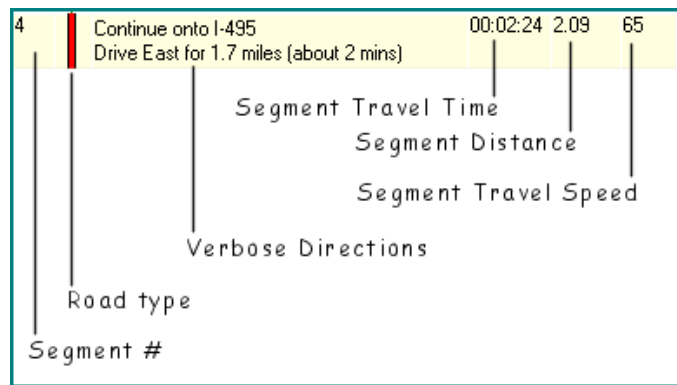 4 Continue onto I-495 00:02:24 2.09 65
Drive East for 1.7 miles (about 2 mins)
Segment Travel Time
Segment Distance
Segment Travel Speed
Verbose Directions
Road type
Segment #